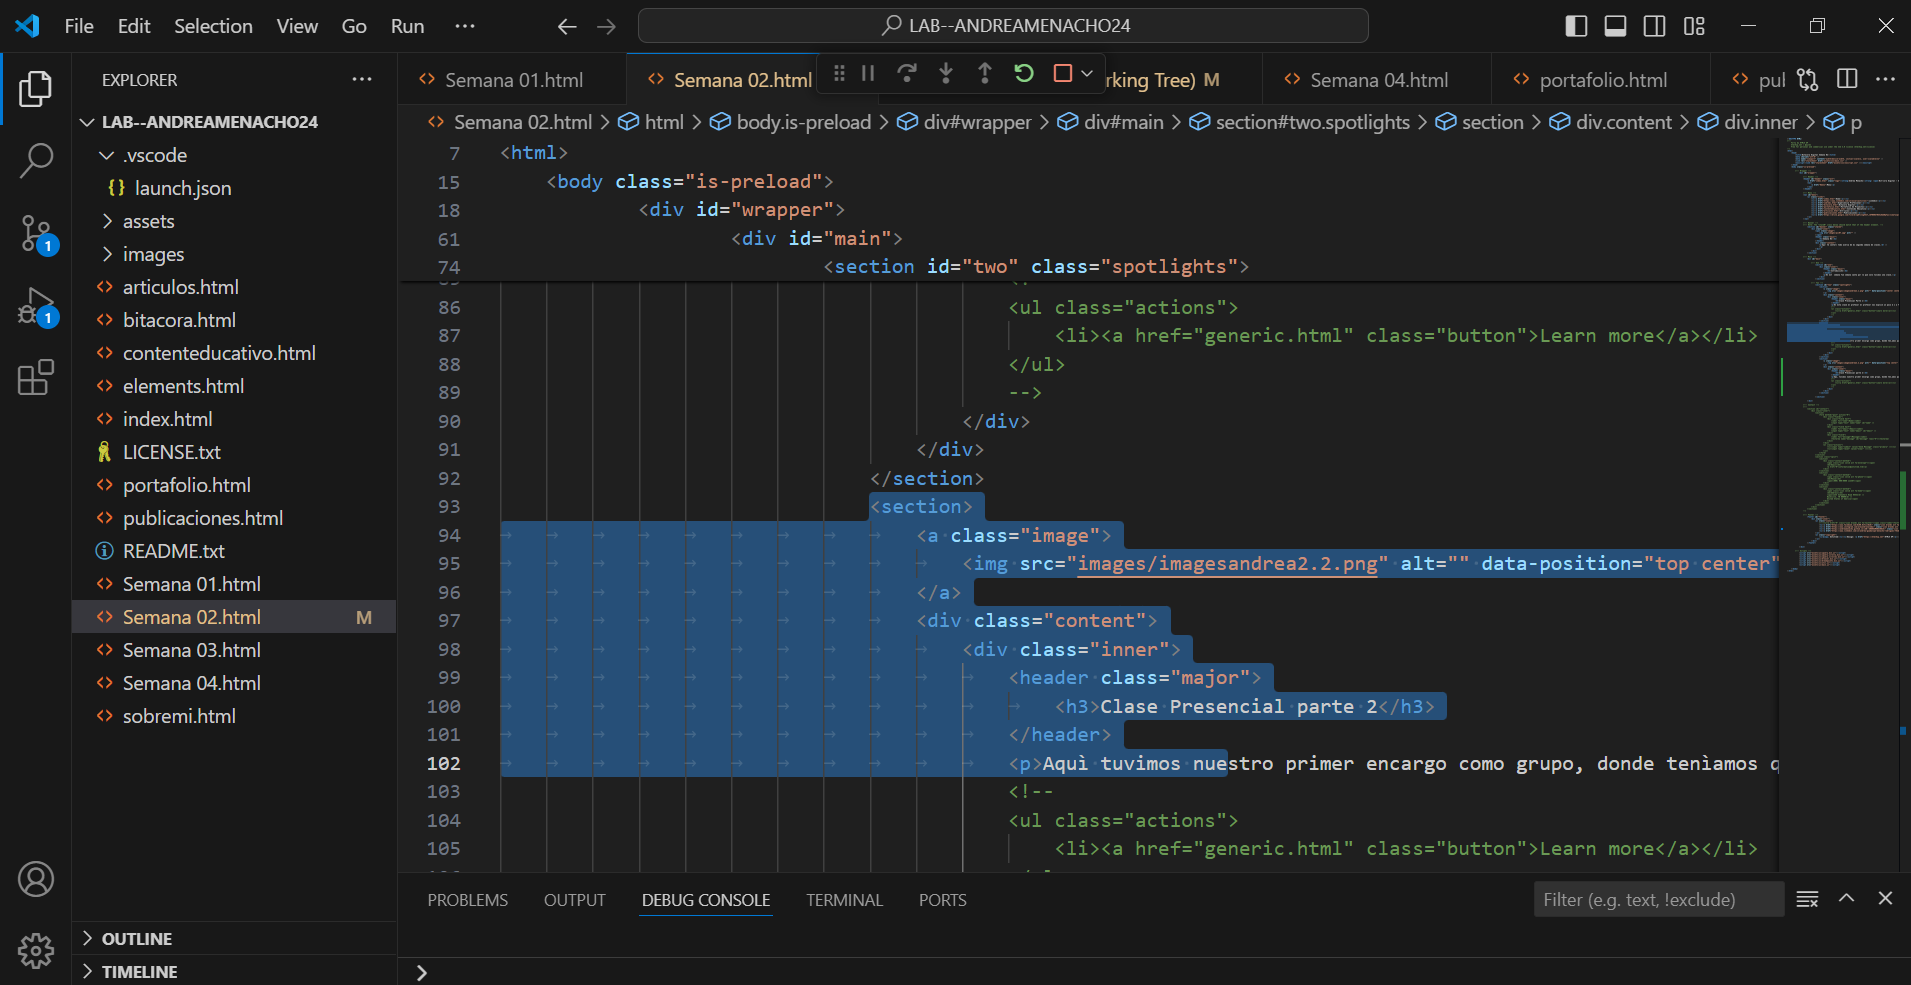 File Edit Selection View Go Run ··· LAB--ANDREAMENACHO24
EXPLORER ···
LAB--ANDREAMENACHO24
.vscode
{} launch.json
assets
images
articulos.html
bitacora.html
contenteducativo.html
elements.html
index.html
LICENSE.txt
portafolio.html
publicaciones.html
README.txt
Semana 01.html
Semana 02.html M
Semana 03.html
Semana 04.html
sobremi.html
OUTLINE
TIMELINE
1
1
Semana 01.html Semana 02.html rking Tree) M Semana 04.html portafolio.html pul ···
Semana 02.html > html > body.is-preload > div#wrapper > div#main > section#two.spotlights > section > div.content > div.inner > p
7 <html>
15 <body class="is-preload">
18 <div id="wrapper">
61 <div id="main">
74 <section id="two" class="spotlights">
86 <ul class="actions">
87 <li><a href="generic.html" class="button">Learn more</a></li>
88 </ul>
89 -->
90 </div>
91 </div>
92 </section>
93 <section>
94 <a class="image">
95 <img src="images/imagesandrea2.2.png" alt="" data-position="top center"
96 </a>
97 <div class="content">
98 <div class="inner">
99 <header class="major">
100 <h3>Clase Presencial parte 2</h3>
101 </header>
102 <p>Aquì tuvimos nuestro primer encargo como grupo, donde tenìamos
103 <!--
104 <ul class="actions">
105 <li><a href="generic.html" class="button">Learn more</a></li>
PROBLEMS OUTPUT DEBUG CONSOLE TERMINAL PORTS Filter (e.g. text, !exclude)